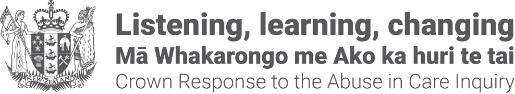 Listening, learning, changing
Mā Whakarongo me Ako ka huri te tai
Crown Response to the Abuse in Care Inquiry